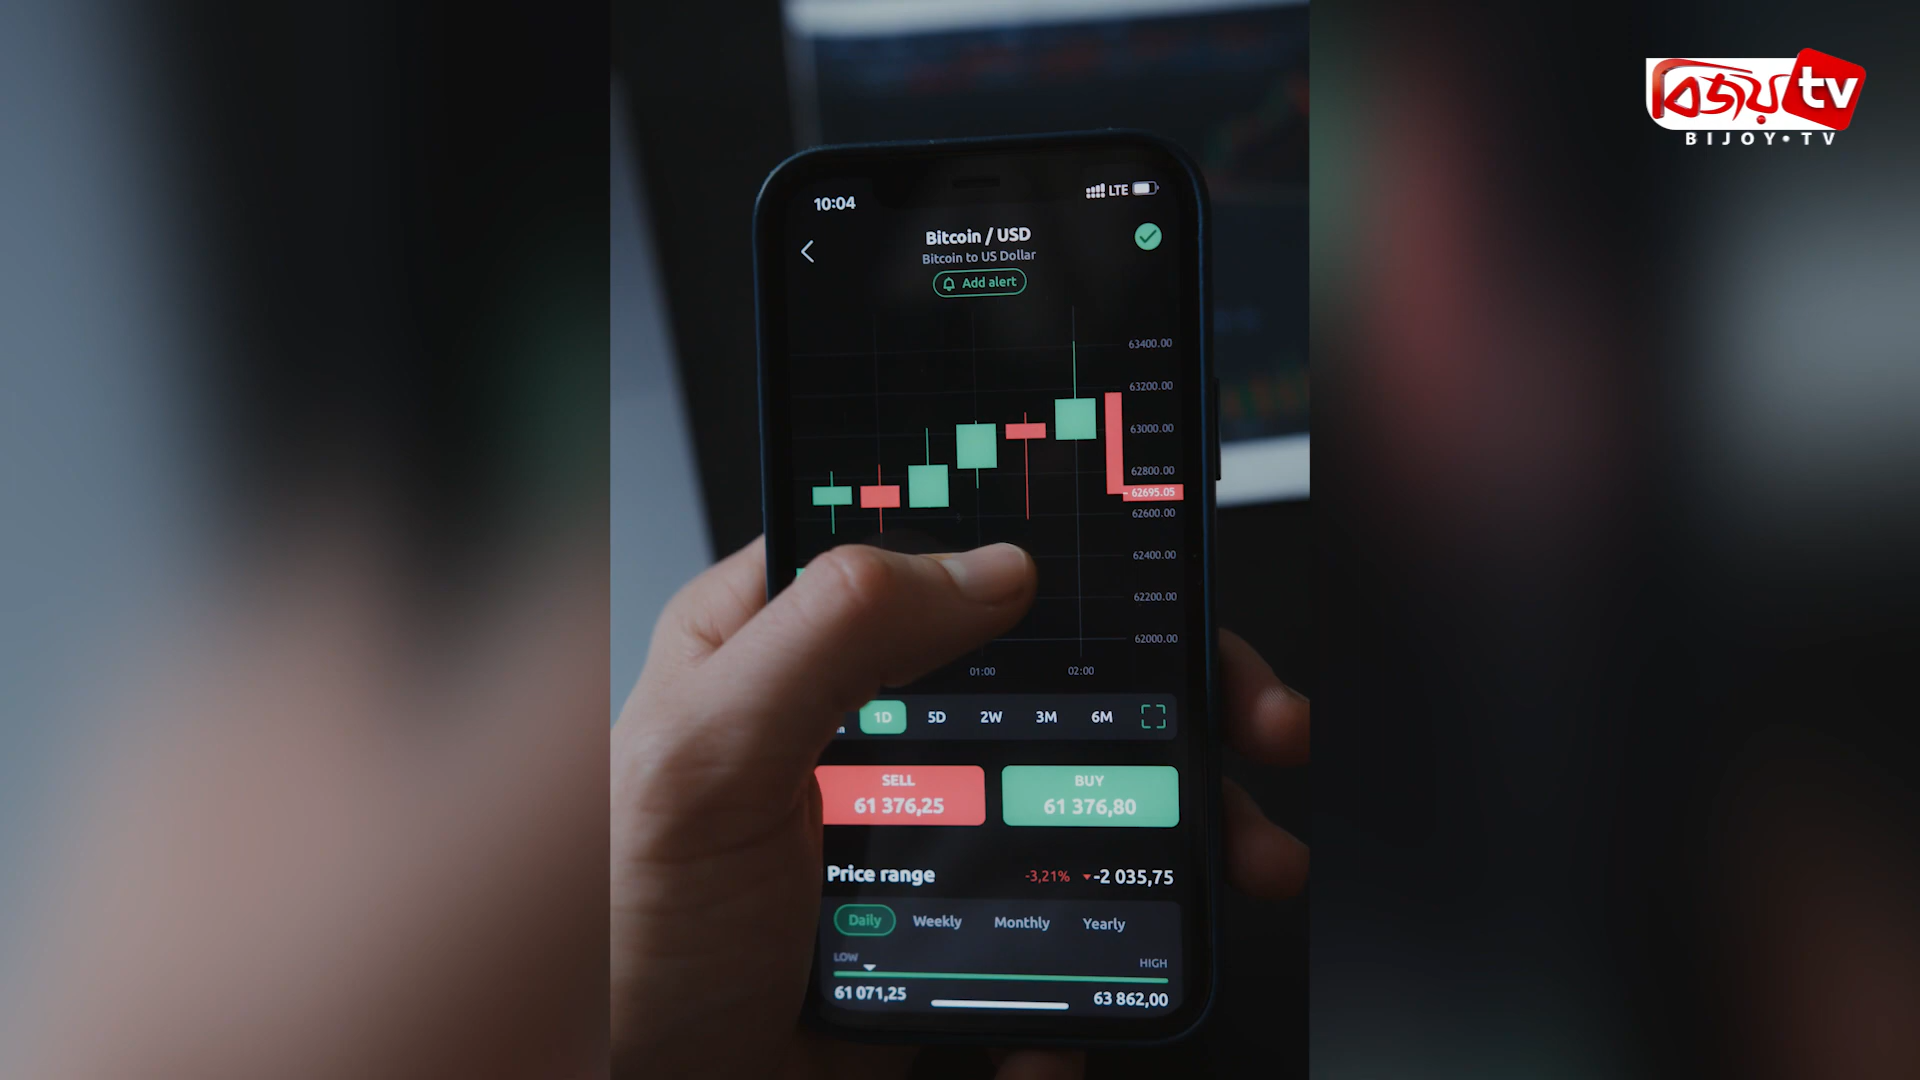 বিজয় tv
BIJOY•TV
10:04
LTE
Bitcoin / USD
Bitcoin to US Dollar
Add alert
63400.00
63200.00
63000.00
62800.00
62695.05
62600.00
62400.00
62200.00
62000.00
01:00 02:00
1D 5D 2W 3M 6M
SELL BUY
61 376,25 61 376,80
Price range -3,21% -2 035,75
Daily Weekly Monthly Yearly
LOW HIGH
61 071,25 63 862,00